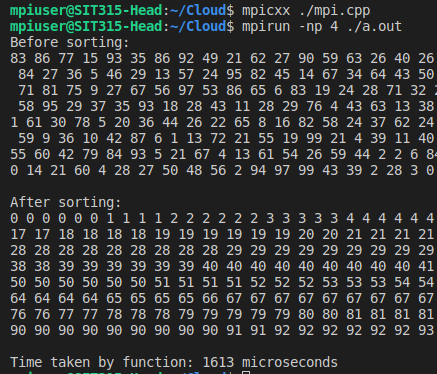 mpiuser@SIT315-Head:~/Cloud$ mpicxx ./mpi.cpp
mpiuser@SIT315-Head:~/Cloud$ mpirun -np 4 ./a.out
Before sorting:
83 86 77 15 93 35 86 92 49 21 62 27 90 59 63 26 40 26
84 27 36 5 46 29 13 57 24 95 82 45 14 67 34 64 43 50
71 81 75 9 27 67 56 97 53 86 65 6 83 19 24 28 71 32
58 95 29 37 35 93 18 28 43 11 28 29 76 4 43 63 13 38
1 61 30 78 5 20 36 44 26 22 65 8 16 82 58 24 37 62 24
59 9 36 10 42 87 6 1 13 72 21 55 19 99 21 4 39 11 40
55 60 42 79 84 93 5 21 67 4 13 61 54 26 59 44 2 2 6 84
0 14 21 60 4 28 27 50 48 56 2 94 97 99 43 39 2 28 3 0
After sorting:
0 0 0 0 0 0 1 1 1 1 2 2 2 2 2 2 3 3 3 3 3 4 4 4 4 4 4
17 17 18 18 18 18 19 19 19 19 19 19 20 20 21 21 21 21
28 28 28 28 28 28 28 28 28 29 29 29 29 29 29 29 29
38 38 39 39 39 39 39 39 40 40 40 40 40 40 40 40 41
50 50 50 50 50 50 51 51 51 51 52 52 52 53 53 53 54 54
64 64 64 64 65 65 65 65 66 67 67 67 67 67 67 67 67
76 76 77 77 78 78 78 79 79 79 79 79 80 80 81 81 81 81
90 90 90 90 90 90 90 90 90 91 91 92 92 92 92 92 92 93
Time taken by function: 1613 microseconds